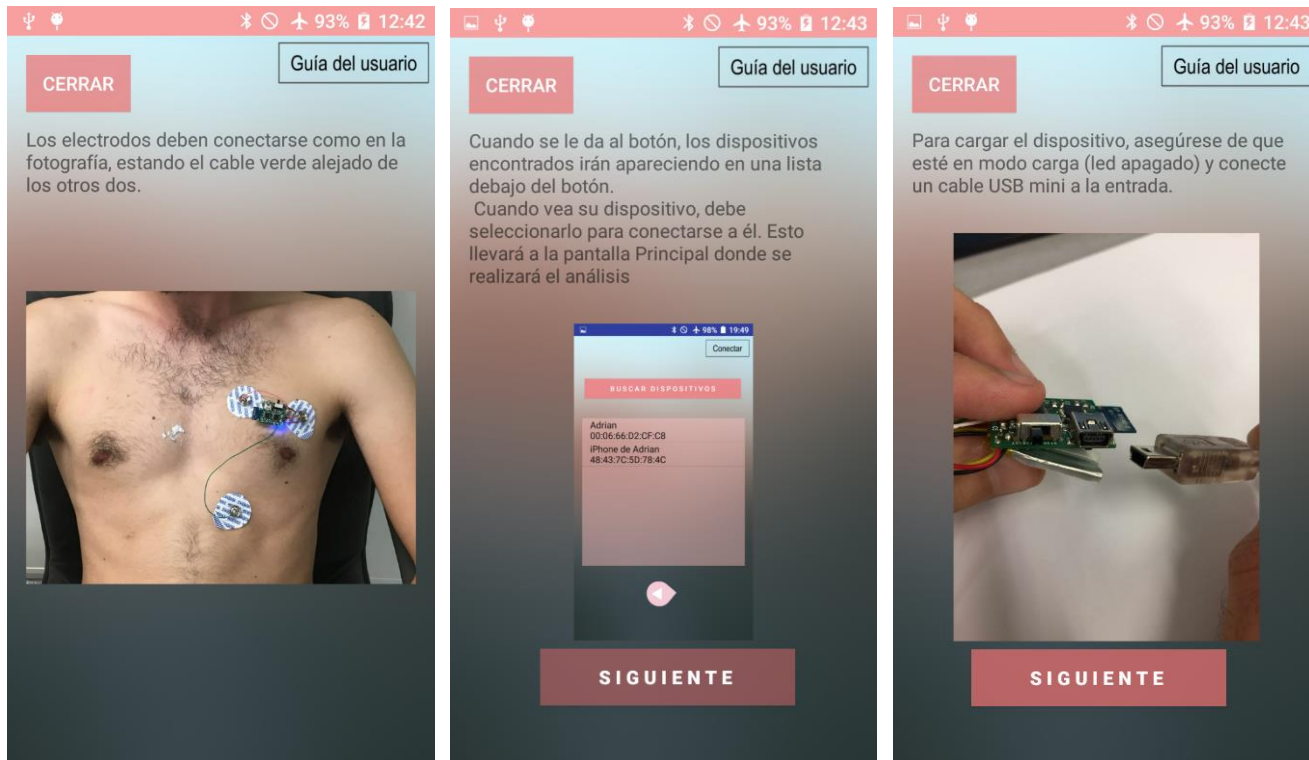 93% 12:42
Guía del usuario
CERRAR
Los electrodos deben conectarse como en la
fotografía, estando el cable verde alejado de
los otros dos.
93% 12:43
Guía del usuario
CERRAR
Cuando se le da al botón, los dispositivos
encontrados irán apareciendo en una lista
debajo del botón.
Cuando vea su dispositivo, debe
seleccionarlo para conectarse a él. Esto
llevará a la pantalla Principal donde se
realizará el análisis
98% 19:49
Conectar
BUSCAR DISPOSITIVOS
Adrian
00:06:66:D2:CF:C8
iPhone de Adrian
48:43:7C:5D:78:4C
SIGUIENTE
93% 12:43
Guía del usuario
CERRAR
Para cargar el dispositivo, asegúrese de que
esté en modo carga (led apagado) y conecte
un cable USB mini a la entrada.
SIGUIENTE